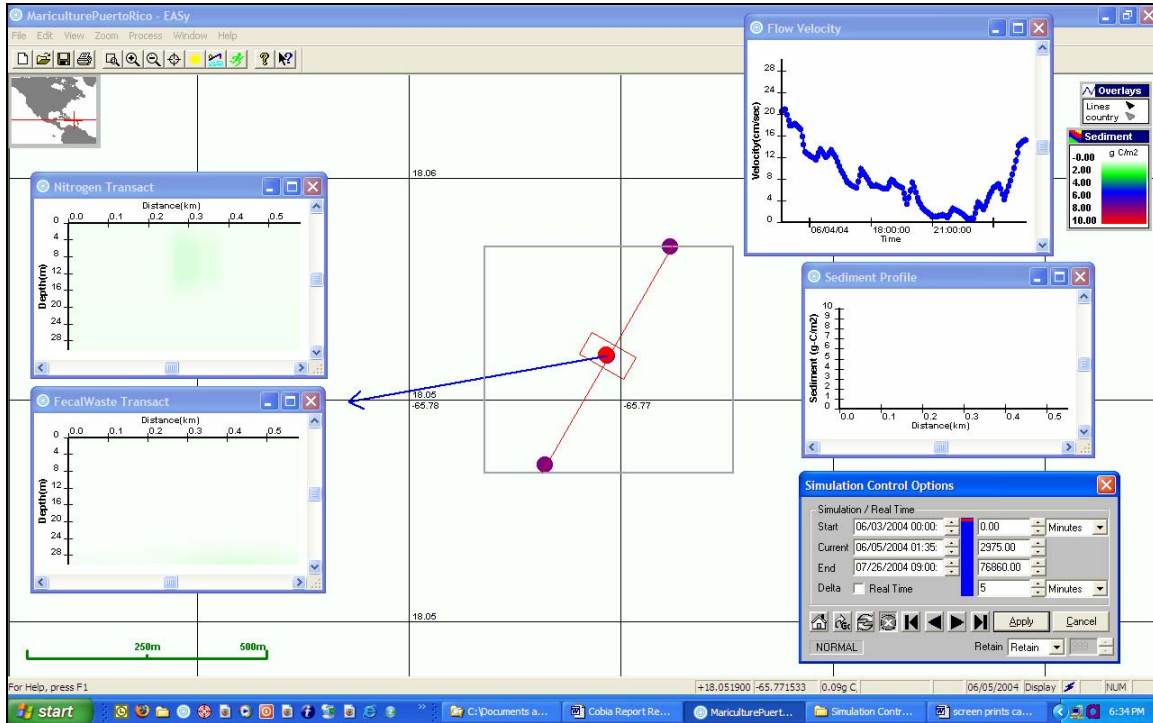 MariculturePuertoRico - EASy
File Edit View Zoom Process Window Help
Flow Velocity
Velocity(cm/sec)
28
24
20
16
12
8
4
0
06/04/04 18:00:00 21:00:00
Time
Overlays
Lines
country
Sediment
g C/m2
-0.00
2.00
4.00
6.00
8.00
10.00
18.06
Nitrogen Transact
Distance(km)
0.0 0.1 0.2 0.3 0.4 0.5
Depth(m)
0
4
8
12
16
20
24
28
Sediment Profile
Sediment (g-C/m2)
10
9
8
7
6
5
4
3
2
1
0
0.0 0.1 0.2 0.3 0.4 0.5
Distance(km)
FecalWaste Transact
Distance(km)
0.0 0.1 0.2 0.3 0.4 0.5
Depth(m)
0
4
8
12
16
20
24
28
18.05
-65.78 -65.77
Simulation Control Options
Simulation / Real Time
Start 06/03/2004 00:00: 0.00 Minutes
Current 06/05/2004 01:35: 2975.00
End 07/26/2004 09:00: 76860.00
Delta Real Time 5 Minutes
Apply Cancel
NORMAL Retain Retain 999
18.05
250m 500m
For Help, press F1 +18.051900 -65.771533 0.09g C, 06/05/2004 Display NUM
start C:\Documents a... Cobia Report Re... MariculturePuert... Simulation Contr... screen prints ca... 6:34 PM